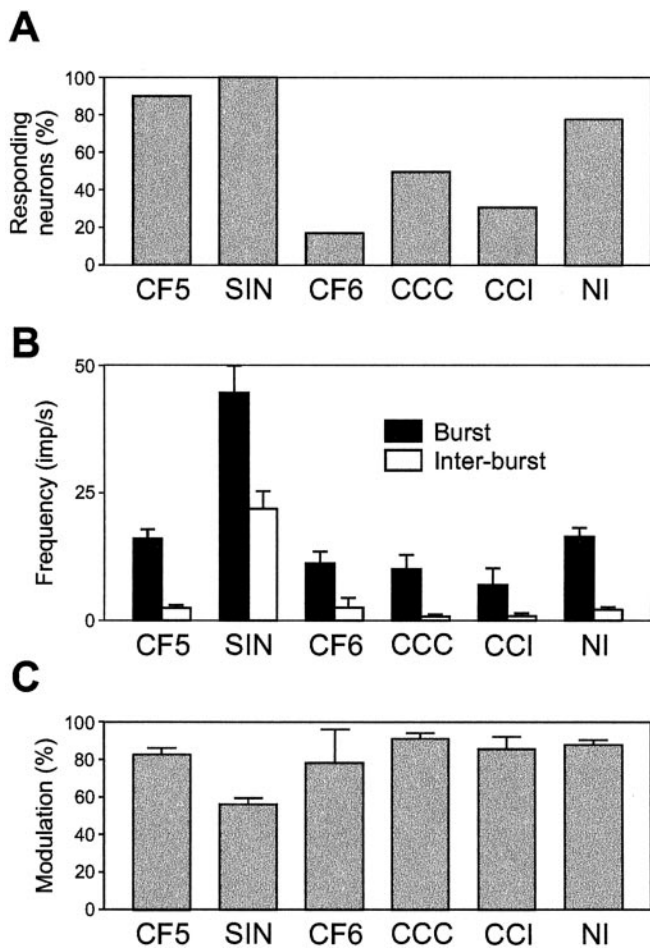 A
Responding
neurons (%)
100
80
60
40
20
0
CF5 SIN CF6 CCC CCI NI
B
Frequency (imp/s)
50
25
0
Burst
Inter-burst
CF5 SIN CF6 CCC CCI NI
C
Modulation (%)
100
80
60
40
20
0
CF5 SIN CF6 CCC CCI NI